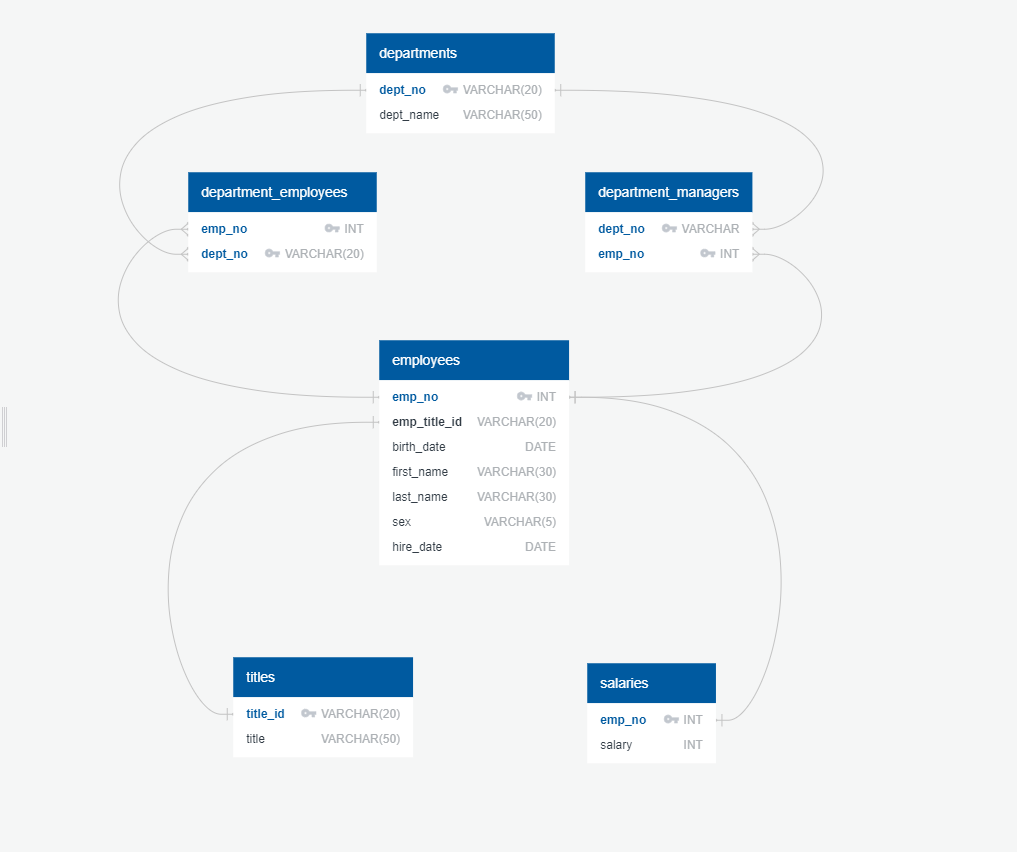 departments
dept_no VARCHAR(20)
dept_name VARCHAR(50)
department_employees
emp_no INT
dept_no VARCHAR(20)
department_managers
dept_no VARCHAR
emp_no INT
employees
emp_no INT
emp_title_id VARCHAR(20)
birth_date DATE
first_name VARCHAR(30)
last_name VARCHAR(30)
sex VARCHAR(5)
hire_date DATE
titles
title_id VARCHAR(20)
title VARCHAR(50)
salaries
emp_no INT
salary INT